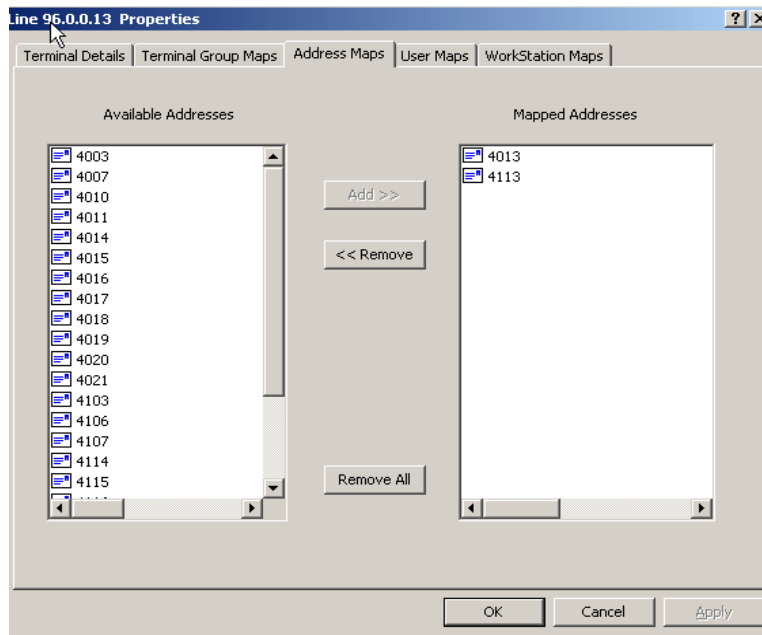 Line 96.0.0.13 Properties
Terminal Details Terminal Group Maps Address Maps User Maps WorkStation Maps
Available Addresses
4003
4007
4010
4011
4014
4015
4016
4017
4018
4019
4020
4021
4103
4106
4107
4114
4115
Add >>
<< Remove
Remove All
Mapped Addresses
4013
4113
OK Cancel Apply